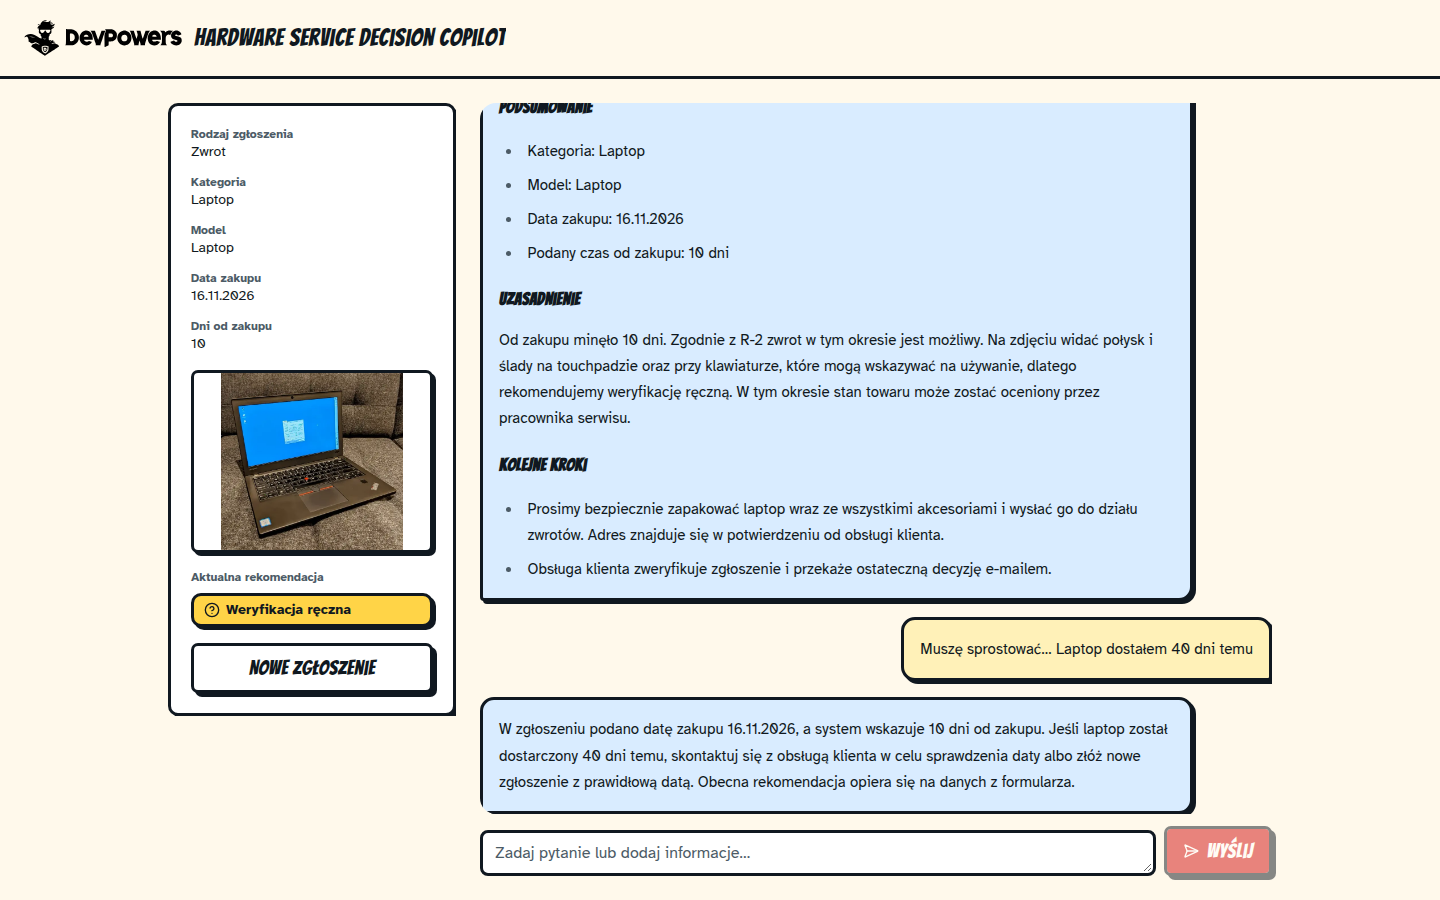 DevPowers HARDWARE SERVICE DECISION COPILOT
Rodzaj zgłoszenia
Zwrot
Kategoria
Laptop
Model
Laptop
Data zakupu
16.11.2026
Dni od zakupu
10
Aktualna rekomendacja
Weryfikacja ręczna
NOWE ZGŁOSZENIE
PODSUMOWANIE
Kategoria: Laptop
Model: Laptop
Data zakupu: 16.11.2026
Podany czas od zakupu: 10 dni
UZASADNIENIE
Od zakupu minęło 10 dni. Zgodnie z R-2 zwrot w tym okresie jest możliwy. Na zdjęciu widać połysk i
ślady na touchpadzie oraz przy klawiaturze, które mogą wskazywać na używanie, dlatego
rekomendujemy weryfikację ręczną. W tym okresie stan towaru może zostać oceniony przez
pracownika serwisu.
KOLEJNE KROKI
Prosimy bezpiecznie zapakować laptop wraz ze wszystkimi akcesoriami i wysłać go do działu
zwrotów. Adres znajduje się w potwierdzeniu od obsługi klienta.
Obsługa klienta zweryfikuje zgłoszenie i przekaże ostateczną decyzję e-mailem.
Muszę sprostować... Laptop dostałem 40 dni temu
W zgłoszeniu podano datę zakupu 16.11.2026, a system wskazuje 10 dni od zakupu. Jeśli laptop został
dostarczony 40 dni temu, skontaktuj się z obsługą klienta w celu sprawdzenia daty albo złóż nowe
zgłoszenie z prawidłową datą. Obecna rekomendacja opiera się na danych z formularza.
Zadaj pytanie lub dodaj informacje...
WYŚLIJ